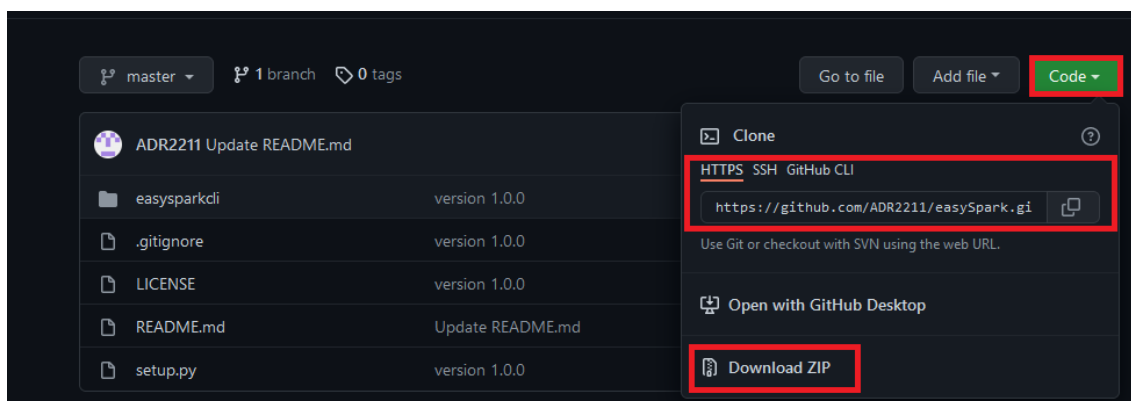 master 1 branch 0 tags Go to file Add file Code
ADR2211 Update README.md
easysparkcli version 1.0.0
.gitignore version 1.0.0
LICENSE version 1.0.0
README.md Update README.md
setup.py version 1.0.0
Clone
HTTPS SSH GitHub CLI
https://github.com/ADR2211/easySpark.gi
Use Git or checkout with SVN using the web URL.
Open with GitHub Desktop
Download ZIP